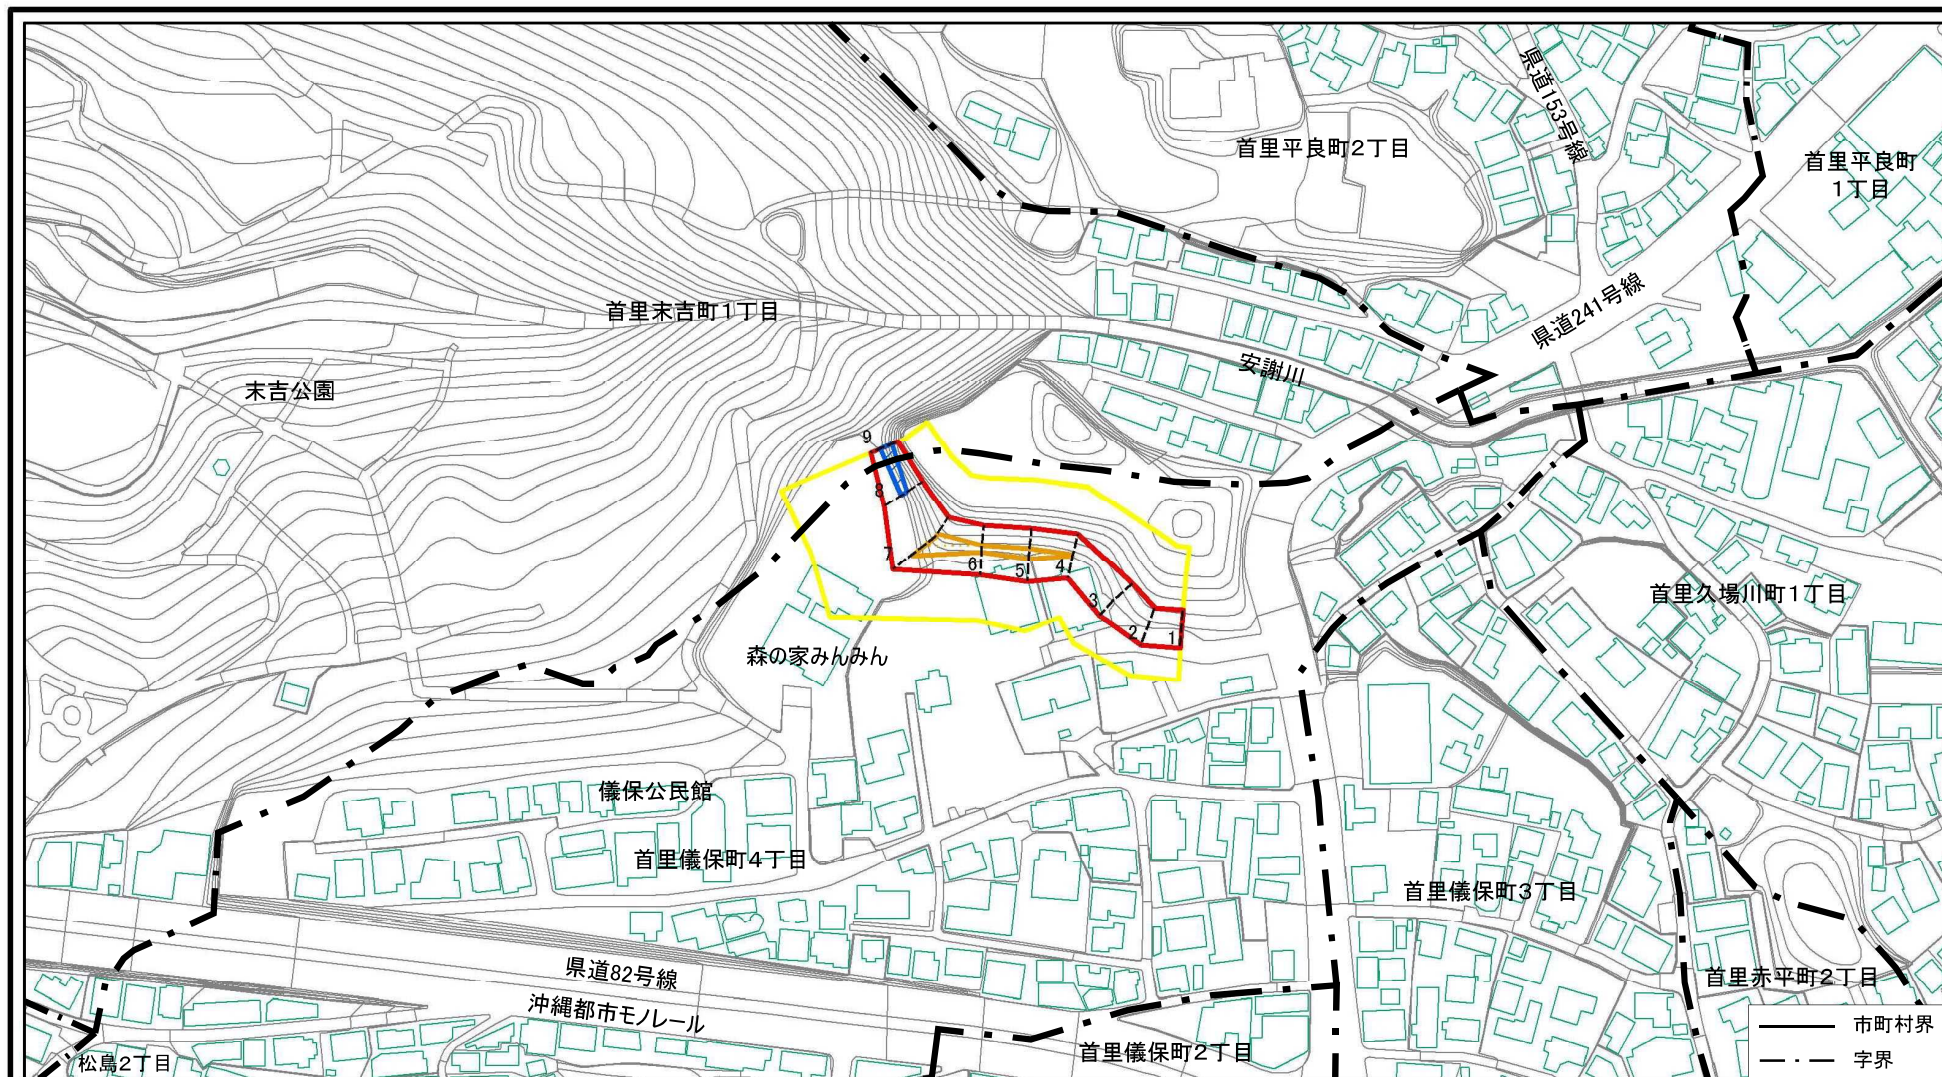 県道153号線
首里平良町2丁目
首里平良町
1丁目
首里末吉町1丁目
県道241号線
安謝川
末吉公園
9
8
7
6
5
4
3
2
1
首里久場川町1丁目
森の家みんみん
儀保公民館
首里儀保町4丁目
首里儀保町3丁目
県道82号線
首里赤平町2丁目
沖縄都市モノレール
首里儀保町2丁目
松島2丁目
市町村界
字界